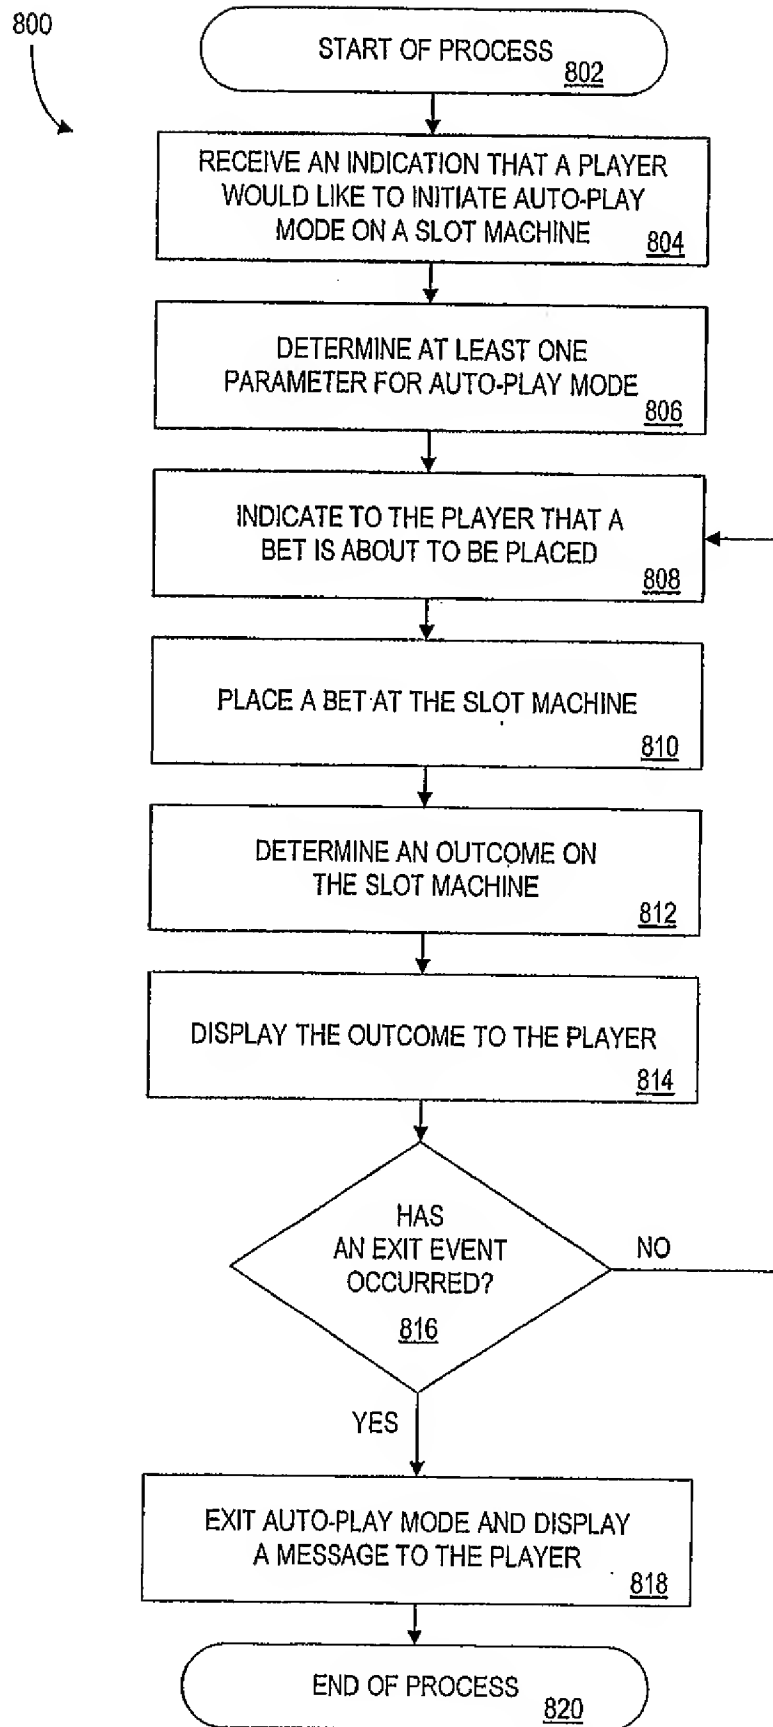 800
START OF PROCESS
802
RECEIVE AN INDICATION THAT A PLAYER
WOULD LIKE TO INITIATE AUTO-PLAY
MODE ON A SLOT MACHINE
804
DETERMINE AT LEAST ONE
PARAMETER FOR AUTO-PLAY MODE
806
INDICATE TO THE PLAYER THAT A
BET IS ABOUT TO BE PLACED
808
PLACE A BET AT THE SLOT MACHINE
810
DETERMINE AN OUTCOME ON
THE SLOT MACHINE
812
DISPLAY THE OUTCOME TO THE PLAYER
814
HAS
AN EXIT EVENT
OCCURRED?
816
NO
YES
EXIT AUTO-PLAY MODE AND DISPLAY
A MESSAGE TO THE PLAYER
818
END OF PROCESS
820